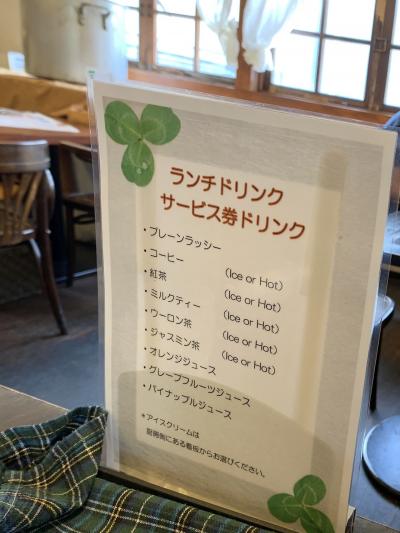 ランチドリンク
サービス券ドリンク
・プレーンラッシー
・コーヒー (Ice or Hot)
・紅茶 (Ice or Hot)
・ミルクティー (Ice or Hot)
・ウーロン茶 (Ice or Hot)
・ジャスミン茶 (Ice or Hot)
・オレンジジュース
・グレープフルーツジュース
・パイナップルジュース
*アイスクリームは
厨房側にある看板からお選びください。